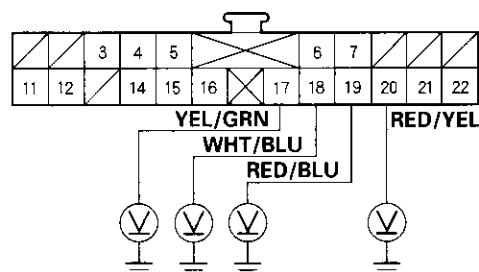 3 4 5 6 7
11 12 14 15 16 17 18 19 20 21 22
YEL/GRN RED/YEL
WHT/BLU
RED/BLU
V V V V